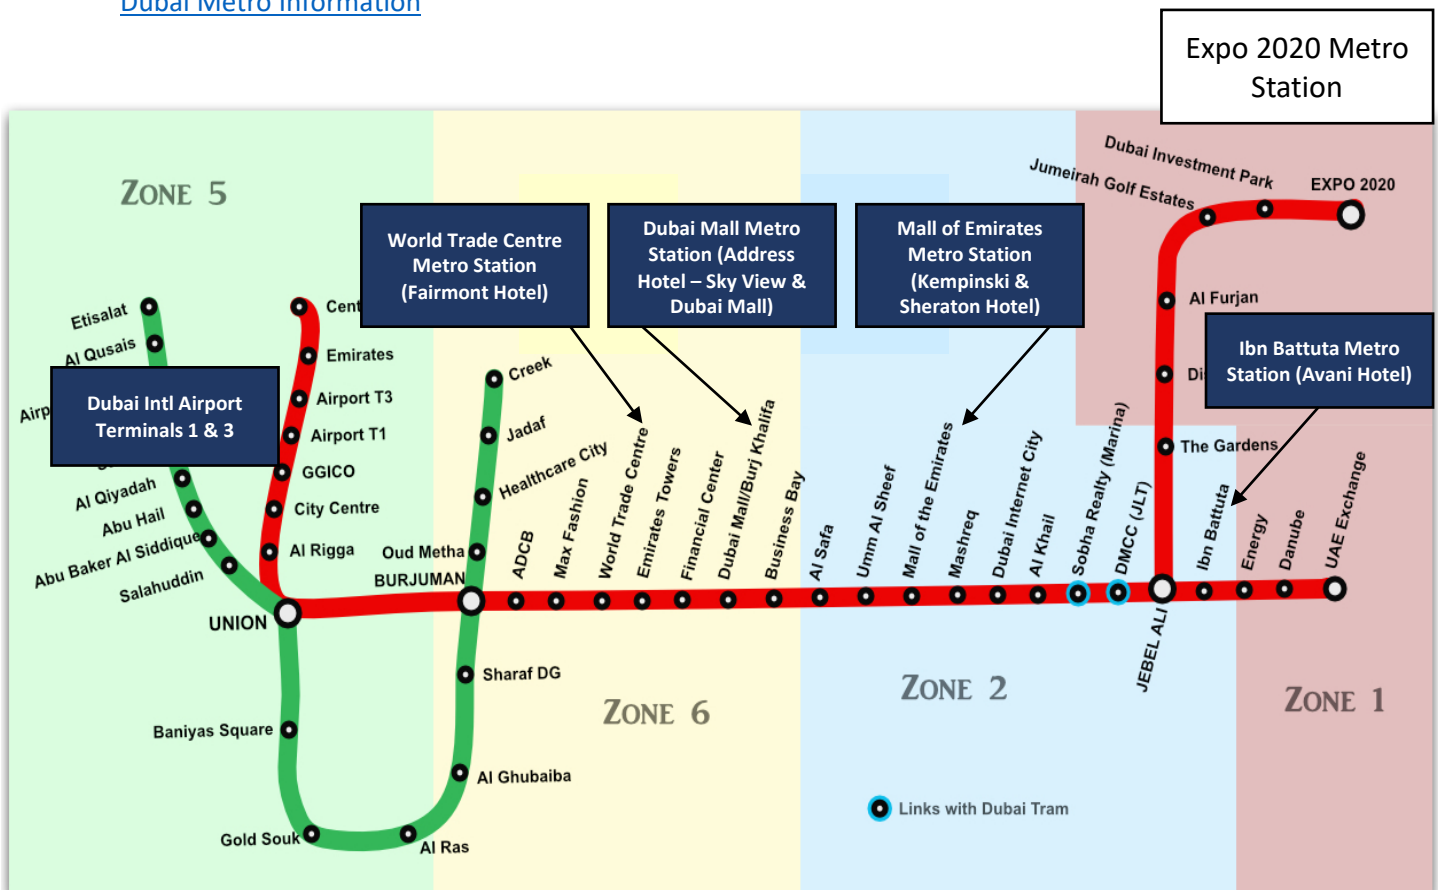 Dubai Metro Information
Expo 2020 Metro
Station
ZONE 5
World Trade Centre
Metro Station
(Fairmont Hotel)
Dubai Mall Metro
Station (Address
Hotel – Sky View &
Dubai Mall)
Mall of Emirates
Metro Station
(Kempinski &
Sheraton Hotel)
Dubai Investment Park
Jumeirah Golf Estates
EXPO 2020
Al Furjan
Ibn Battuta Metro
Station (Avani Hotel)
The Gardens
Etisalat
Al Qusais
Dubai Intl Airport
Terminals 1 & 3
Al Qiyadah
Abu Hail
Abu Baker Al Siddique
Salahuddin
Emirates
Airport T3
Airport T1
GGICO
City Centre
Al Rigga
UNION
Baniyas Square
Gold Souk
Al Ras
Al Ghubaiba
Sharaf DG
BURJUMAN
Oud Metha
Healthcare City
Jadaf
Creek
ADCB
Max Fashion
World Trade Centre
Emirates Towers
Financial Center
Dubai Mall/Burj Khalifa
Business Bay
Al Safa
Umm Al Sheef
Mall of the Emirates
Mashreq
Dubai Internet City
Al Khail
Sobha Realty (Marina)
DMCC (JLT)
JEBEL ALI
Ibn Battuta
Energy
Danube
UAE Exchange
ZONE 6
ZONE 2
ZONE 1
Links with Dubai Tram